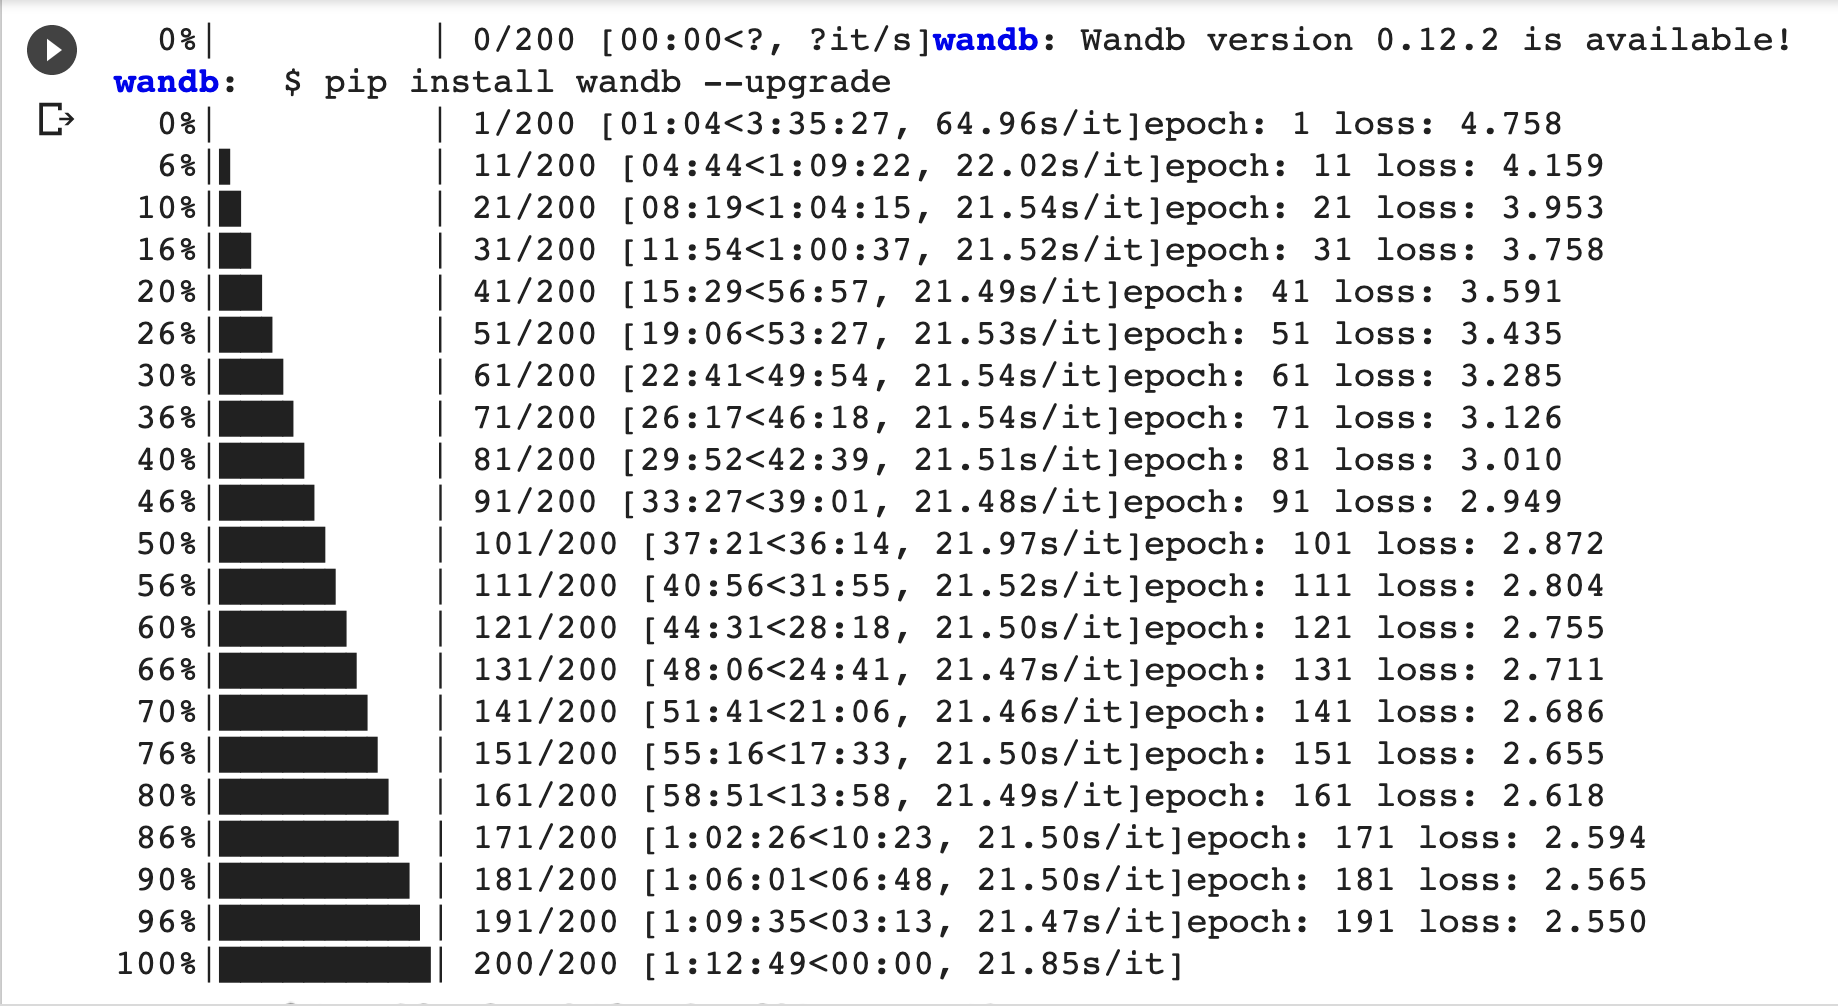 0%| | 0/200 [00:00<?, ?it/s]wandb: Wandb version 0.12.2 is available!
wandb: $ pip install wandb --upgrade
0%| | 1/200 [01:04<3:35:27, 64.96s/it]epoch: 1 loss: 4.758
6%| | 11/200 [04:44<1:09:22, 22.02s/it]epoch: 11 loss: 4.159
10%| | 21/200 [08:19<1:04:15, 21.54s/it]epoch: 21 loss: 3.953
16%| | 31/200 [11:54<1:00:37, 21.52s/it]epoch: 31 loss: 3.758
20%| | 41/200 [15:29<56:57, 21.49s/it]epoch: 41 loss: 3.591
26%| | 51/200 [19:06<53:27, 21.53s/it]epoch: 51 loss: 3.435
30%| | 61/200 [22:41<49:54, 21.54s/it]epoch: 61 loss: 3.285
36%| | 71/200 [26:17<46:18, 21.54s/it]epoch: 71 loss: 3.126
40%| | 81/200 [29:52<42:39, 21.51s/it]epoch: 81 loss: 3.010
46%| | 91/200 [33:27<39:01, 21.48s/it]epoch: 91 loss: 2.949
50%| | 101/200 [37:21<36:14, 21.97s/it]epoch: 101 loss: 2.872
56%| | 111/200 [40:56<31:55, 21.52s/it]epoch: 111 loss: 2.804
60%| | 121/200 [44:31<28:18, 21.50s/it]epoch: 121 loss: 2.755
66%| | 131/200 [48:06<24:41, 21.47s/it]epoch: 131 loss: 2.711
70%| | 141/200 [51:41<21:06, 21.46s/it]epoch: 141 loss: 2.686
76%| | 151/200 [55:16<17:33, 21.50s/it]epoch: 151 loss: 2.655
80%| | 161/200 [58:51<13:58, 21.49s/it]epoch: 161 loss: 2.618
86%| | 171/200 [1:02:26<10:23, 21.50s/it]epoch: 171 loss: 2.594
90%| | 181/200 [1:06:01<06:48, 21.50s/it]epoch: 181 loss: 2.565
96%| | 191/200 [1:09:35<03:13, 21.47s/it]epoch: 191 loss: 2.550
100%| | 200/200 [1:12:49<00:00, 21.85s/it]